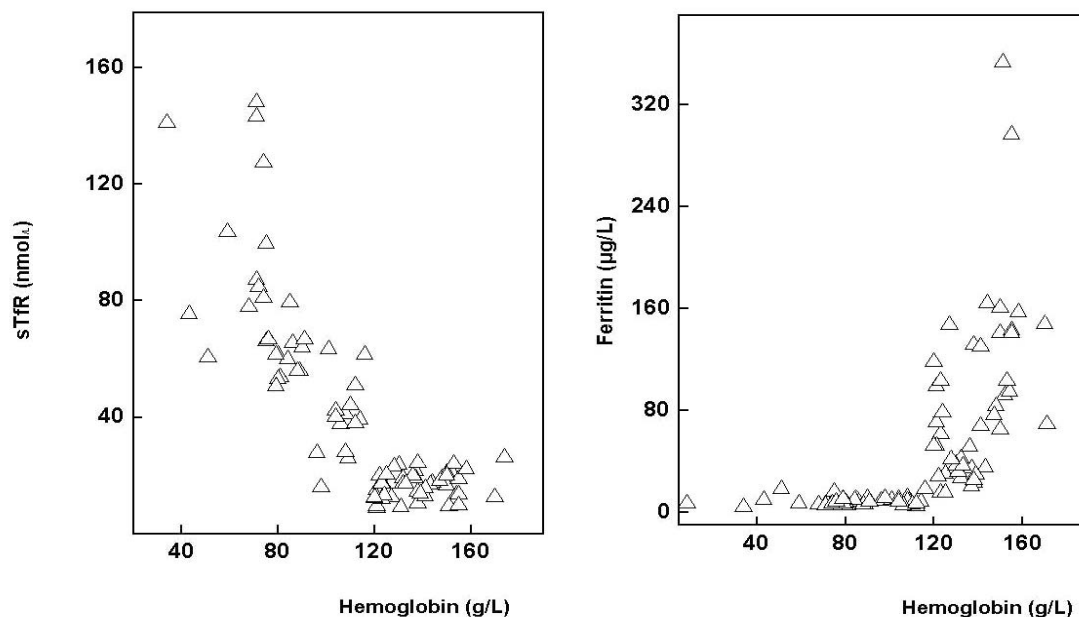 160
120
80
40
sTfR (nmol/L)
40 80 120 160
Hemoglobin (g/L)
320
240
160
80
0
Ferritin (µg/L)
40 80 120 160
Hemoglobin (g/L)